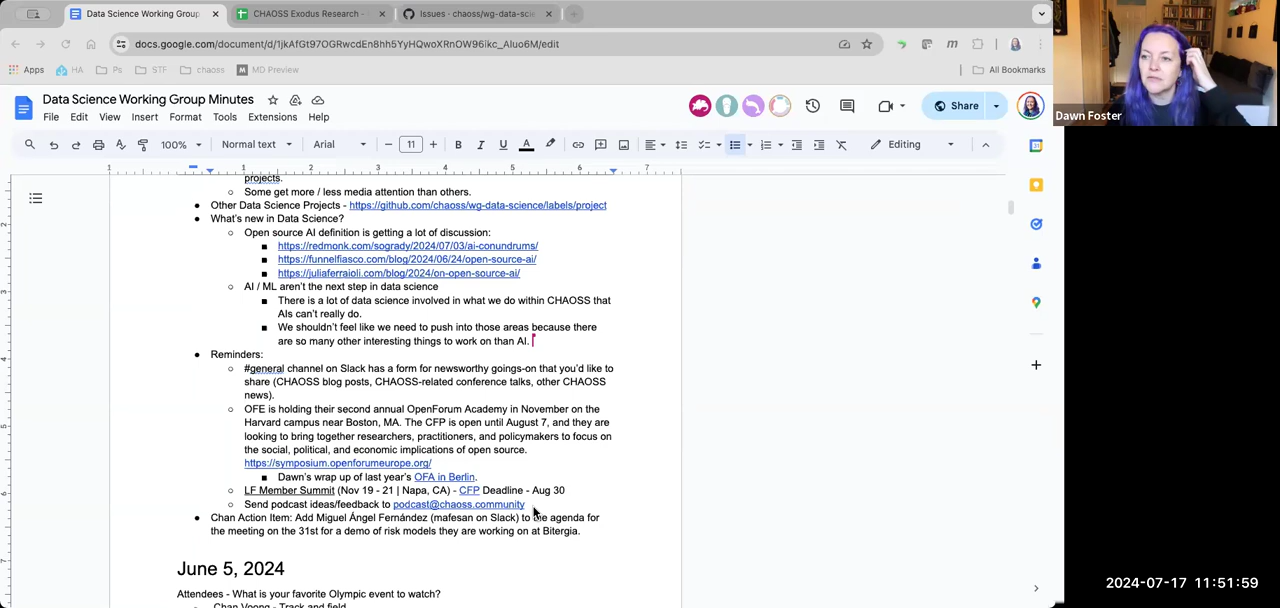 Data Science Working Group
CHAOSS Exodus Research -
Issues · chaoss/wg-data-scie
docs.google.com/document/d/1jkAfGt97OGRwcdEn8hh5YyHQwoXRnOW96ikc_Aluo6M/edit
Apps
HA
Ps
STF
chaoss
MD Preview
All Bookmarks
Data Science Working Group Minutes
File Edit View Insert Format Tools Extensions Help
Share
100%
Normal text
Arial
11
Editing
1 1 2 3 4 5 6 7
projects.
Some get more / less media attention than others.
Other Data Science Projects - https://github.com/chaoss/wg-data-science/labels/project
What's new in Data Science?
Open source AI definition is getting a lot of discussion:
https://redmonk.com/sogrady/2024/07/03/ai-conundrums/
https://funnelfiasco.com/blog/2024/06/24/open-source-ai/
https://juliaferraioli.com/blog/2024/on-open-source-ai/
AI / ML aren't the next step in data science
There is a lot of data science involved in what we do within CHAOSS that
AIs can't really do.
We shouldn't feel like we need to push into those areas because there
are so many other interesting things to work on than AI.
Reminders:
#general channel on Slack has a form for newsworthy goings-on that you'd like to
share (CHAOSS blog posts, CHAOSS-related conference talks, other CHAOSS
news).
OFE is holding their second annual OpenForum Academy in November on the
Harvard campus near Boston, MA. The CFP is open until August 7, and they are
looking to bring together researchers, practitioners, and policymakers to focus on
the social, political, and economic implications of open source.
https://symposium.openforumeurope.org/
Dawn's wrap up of last year's OFA in Berlin.
LF Member Summit (Nov 19 - 21 | Napa, CA) - CFP Deadline - Aug 30
Send podcast ideas/feedback to podcast@chaoss.community
Chan Action Item: Add Miguel Ángel Fernández (mafesan on Slack) to the agenda for
the meeting on the 31st for a demo of risk models they are working on at Bitergia.
June 5, 2024
Attendees - What is your favorite Olympic event to watch?
Chan Voong - Track and field
Dawn Foster
2024-07-17 11:51:59